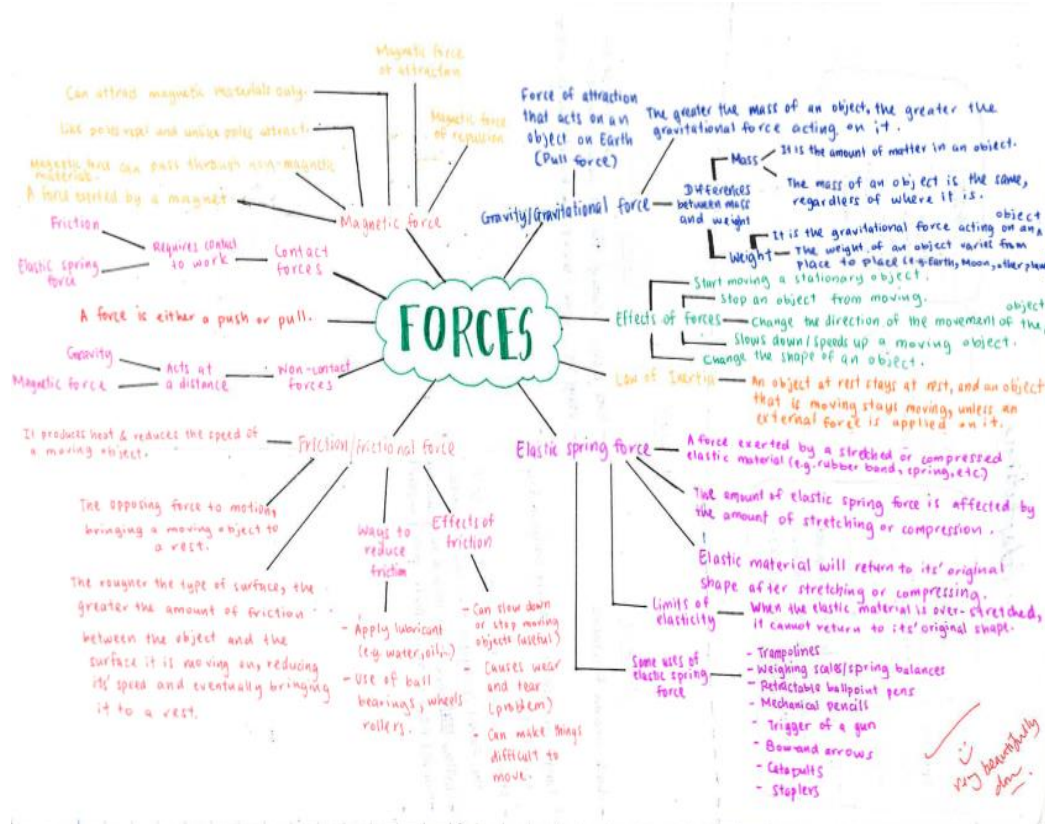 Magnetic force
of attraction
Can attract magnetic materials only.
Like poles repel and unlike poles attract.
Magnetic force
of repulsion
Magnetic force can pass through non-magnetic
materials.
A force exerted by a magnet
Magnetic force
Force of attraction
that acts on an
object on Earth
(Pull force)
The greater the mass of an object, the greater the
gravitational force acting on it.
Gravity/Gravitational force
Differences
between mass
and weight
Mass
It is the amount of matter in an object.
The mass of an object is the same,
regardless of where it is.
Weight
object
It is the gravitational force acting on an
The weight of an object varies from
place to place (e.g. Earth, Moon, other
Friction
Elastic spring
force
Requires contact
to work
Contact
forces
A force is either a push or pull.
FORCES
Effects of forces
Start moving a stationary object.
Stop an object from moving.
object
Change the direction of the movement of the
Slows down/speeds up a moving object.
Change the shape of an object.
Gravity
Magnetic force
Acts at
a distance
Non-contact
forces
Law of Inertia
An object at rest stays at rest, and an object
that is moving stays moving, unless an
external force is applied on it.
Friction/frictional force
It produces heat & reduces the speed of
a moving object.
The opposing force to motion,
bringing a moving object to
a rest.
The rougher the type of surface, the
greater the amount of friction
between the object and the
surface it is moving on, reducing
its' speed and eventually bringing
it to a rest.
Ways to
reduce
friction
- Apply lubricant
(e.g. water, oil,…)
- Use of ball
bearings, wheels
rollers.
Effects of
friction
- Can slow down
or stop moving
objects (useful)
- Causes wear
and tear
(problem)
- Can make things
difficult to
move.
Elastic spring force
A force exerted by a stretched or compressed
elastic material (e.g. rubber band, spring, etc)
The amount of elastic spring force is affected by
the amount of stretching or compression.
Elastic material will return to its' original
shape after stretching or compressing.
Limits of
elasticity
When the elastic material is over-stretched,
it cannot return to its' original shape.
Some uses of
elastic spring
force
- Trampolines
- Weighing scales/spring balances
- Retractable ballpoint pens
- Mechanical pencils
- Trigger of a gun
- Bow and arrows
- Catapults
- Staplers
very beautifully
done